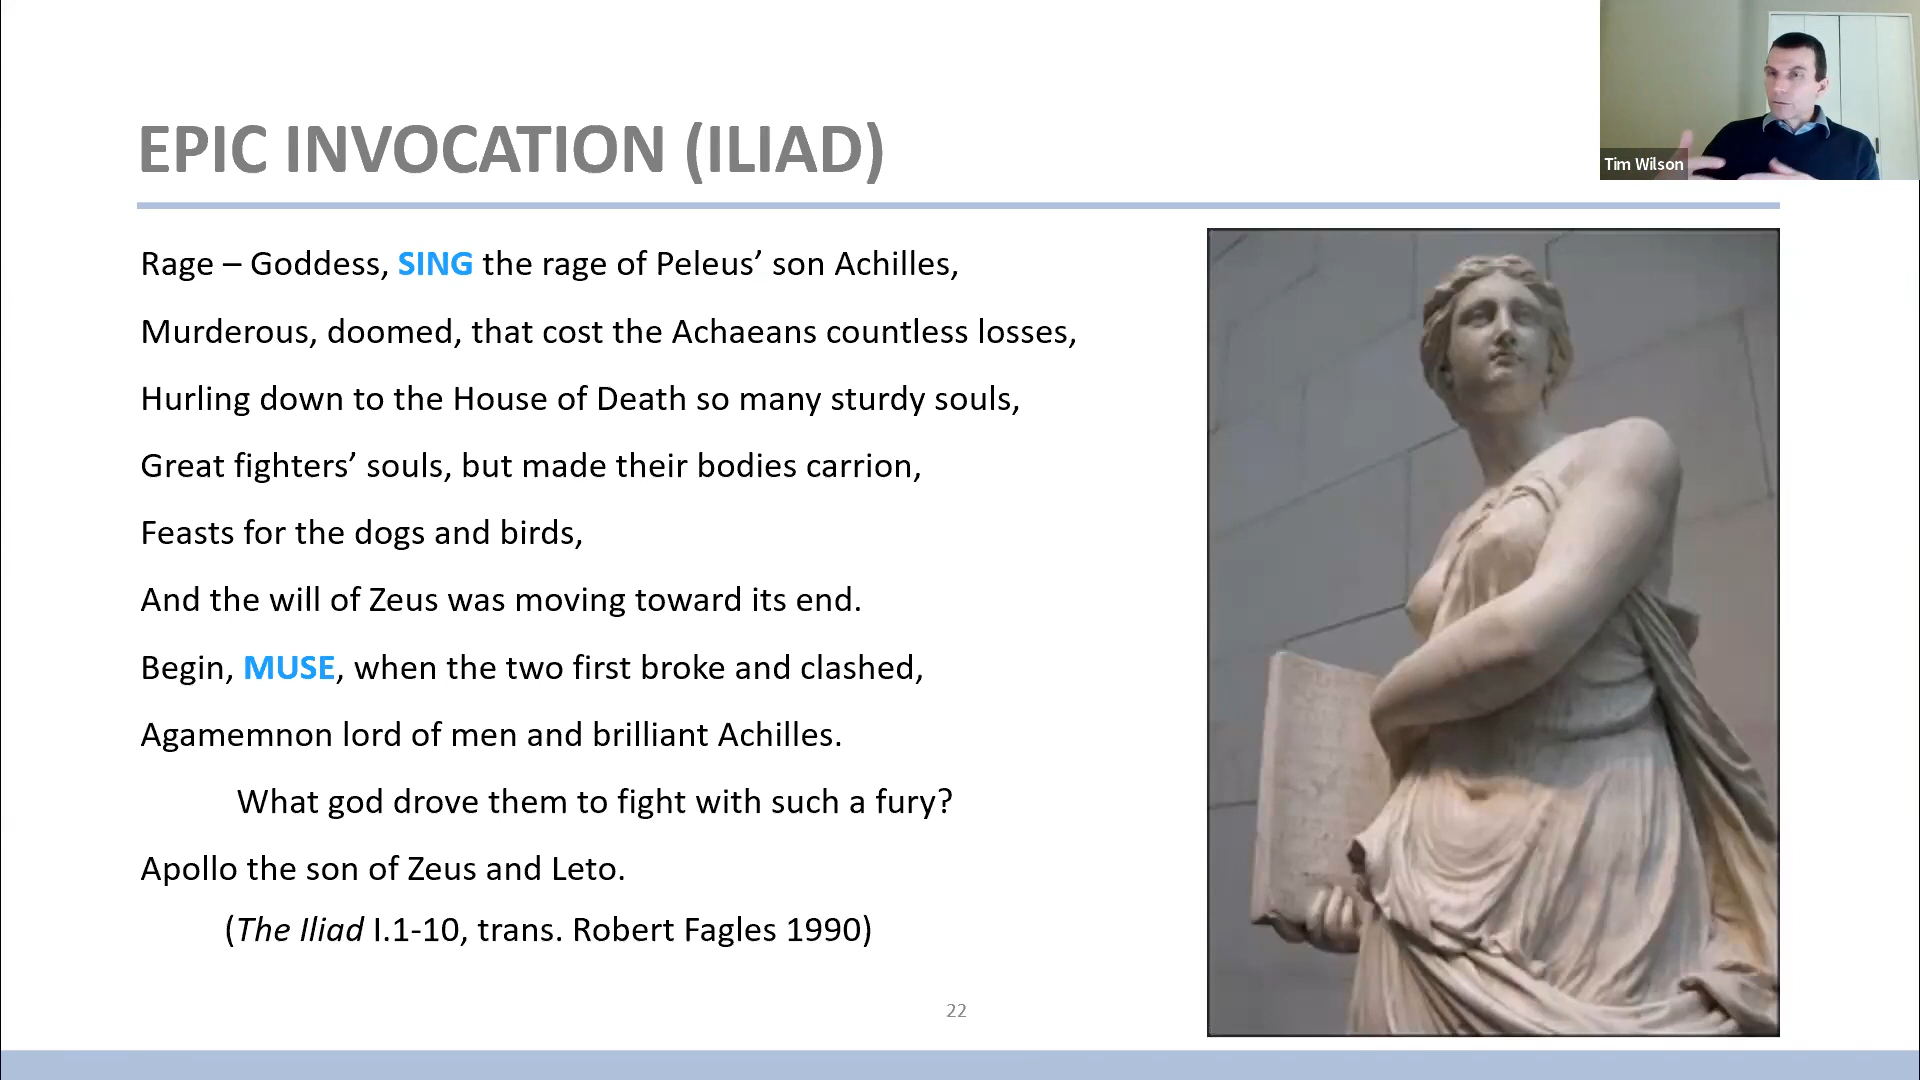 EPIC INVOCATION (ILIAD)
Tim Wilson
Rage – Goddess, SING the rage of Peleus’ son Achilles,
Murderous, doomed, that cost the Achaeans countless losses,
Hurling down to the House of Death so many sturdy souls,
Great fighters’ souls, but made their bodies carrion,
Feasts for the dogs and birds,
And the will of Zeus was moving toward its end.
Begin, MUSE, when the two first broke and clashed,
Agamemnon lord of men and brilliant Achilles.
What god drove them to fight with such a fury?
Apollo the son of Zeus and Leto.
(The Iliad I.1-10, trans. Robert Fagles 1990)
22